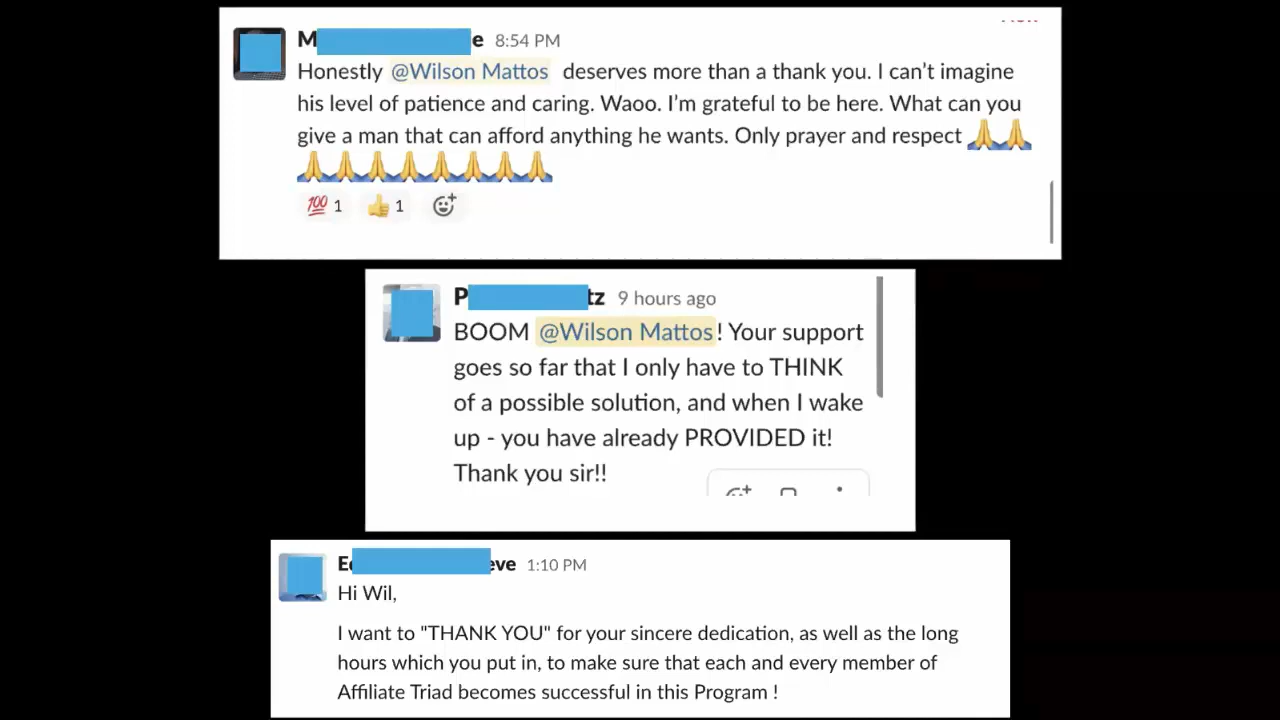 M e 8:54 PM
Honestly @Wilson Mattos deserves more than a thank you. I can't imagine
his level of patience and caring. Waoo. I'm grateful to be here. What can you
give a man that can afford anything he wants. Only prayer and respect 🙏🙏
🙏🙏🙏🙏🙏🙏🙏🙏
💯 1 👍 1
P tz 9 hours ago
BOOM @Wilson Mattos! Your support
goes so far that I only have to THINK
of a possible solution, and when I wake
up - you have already PROVIDED it!
Thank you sir!!
E eve 1:10 PM
Hi Wil,
I want to "THANK YOU" for your sincere dedication, as well as the long
hours which you put in, to make sure that each and every member of
Affiliate Triad becomes successful in this Program !